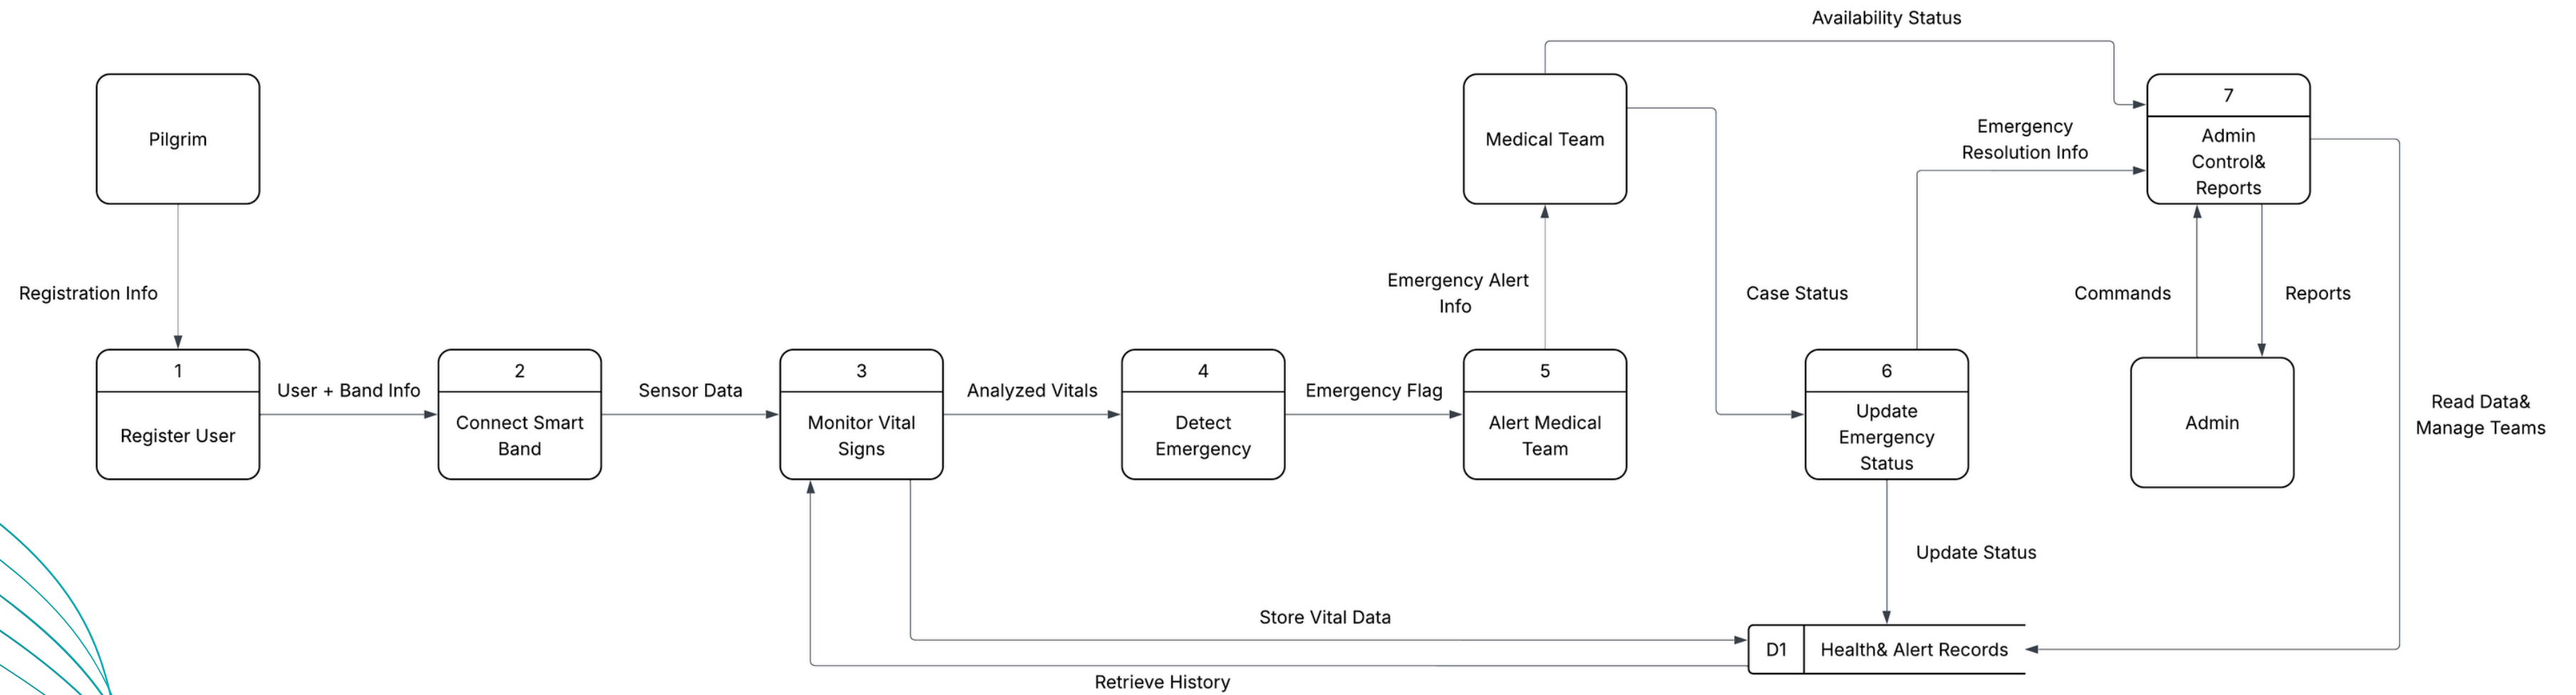 Availability Status
Pilgrim
Medical Team
7
Admin
Control&
Reports
Emergency
Resolution Info
Registration Info
Emergency Alert
Info
Case Status
Commands
Reports
1
Register User
User + Band Info
2
Connect Smart
Band
Sensor Data
3
Monitor Vital
Signs
Analyzed Vitals
4
Detect
Emergency
Emergency Flag
5
Alert Medical
Team
6
Update
Emergency
Status
Admin
Read Data&
Manage Teams
Update Status
Store Vital Data
D1
Health& Alert Records
Retrieve History